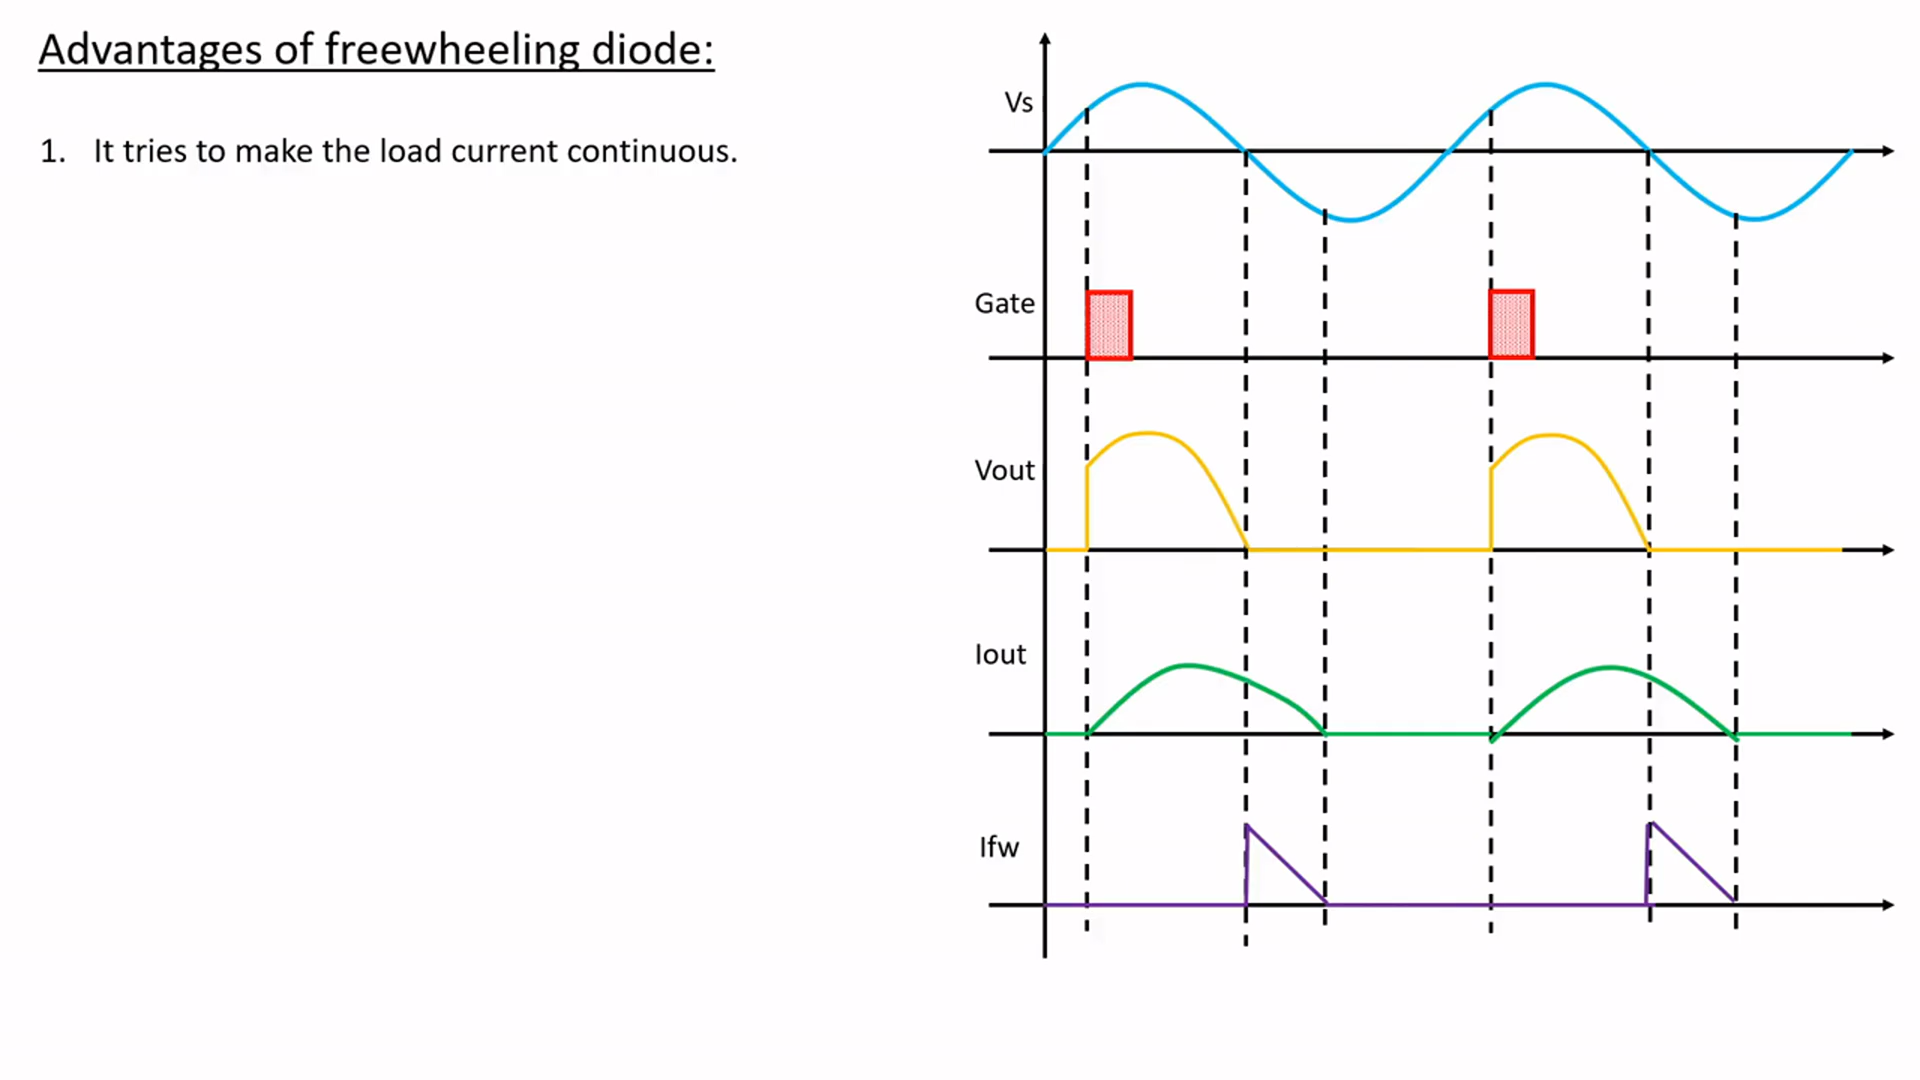 Advantages of freewheeling diode:
1. It tries to make the load current continuous.
Vs
Gate
Vout
Iout
Ifw